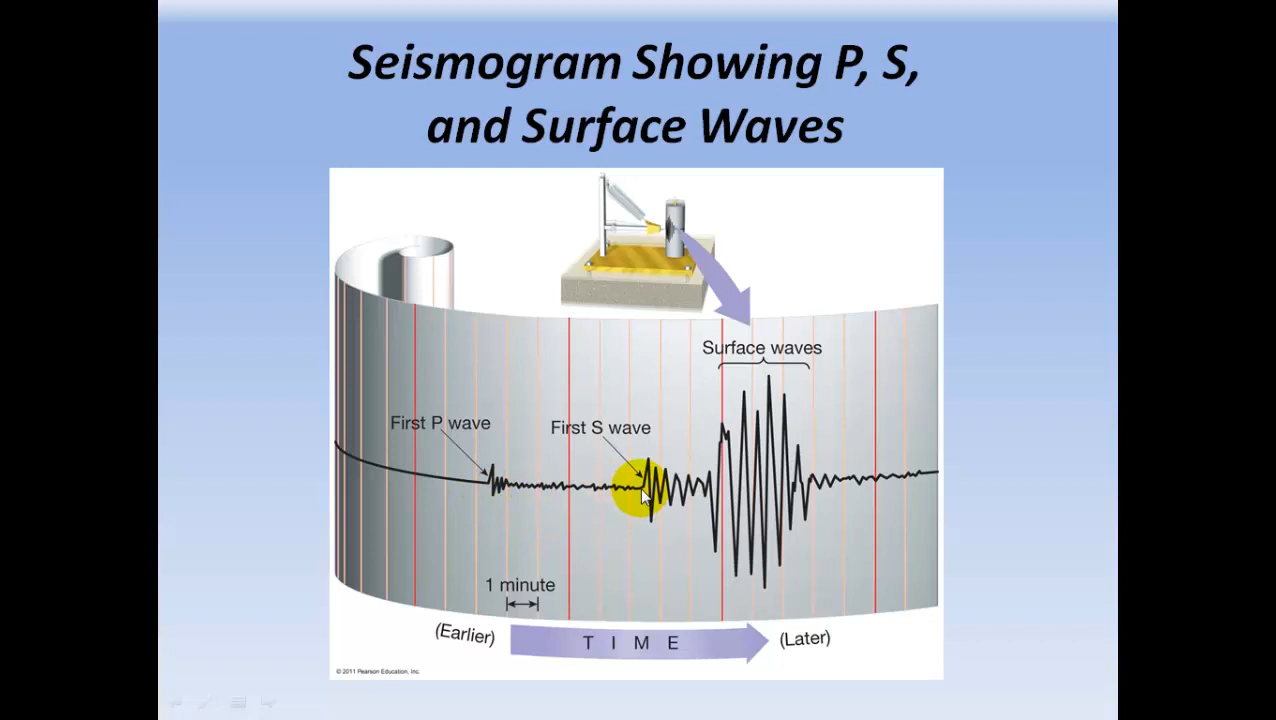 Seismogram Showing P, S,
and Surface Waves
Surface waves
First P wave
First S wave
1 minute
(Earlier)
TIME
(Later)
© 2011 Pearson Education, Inc.